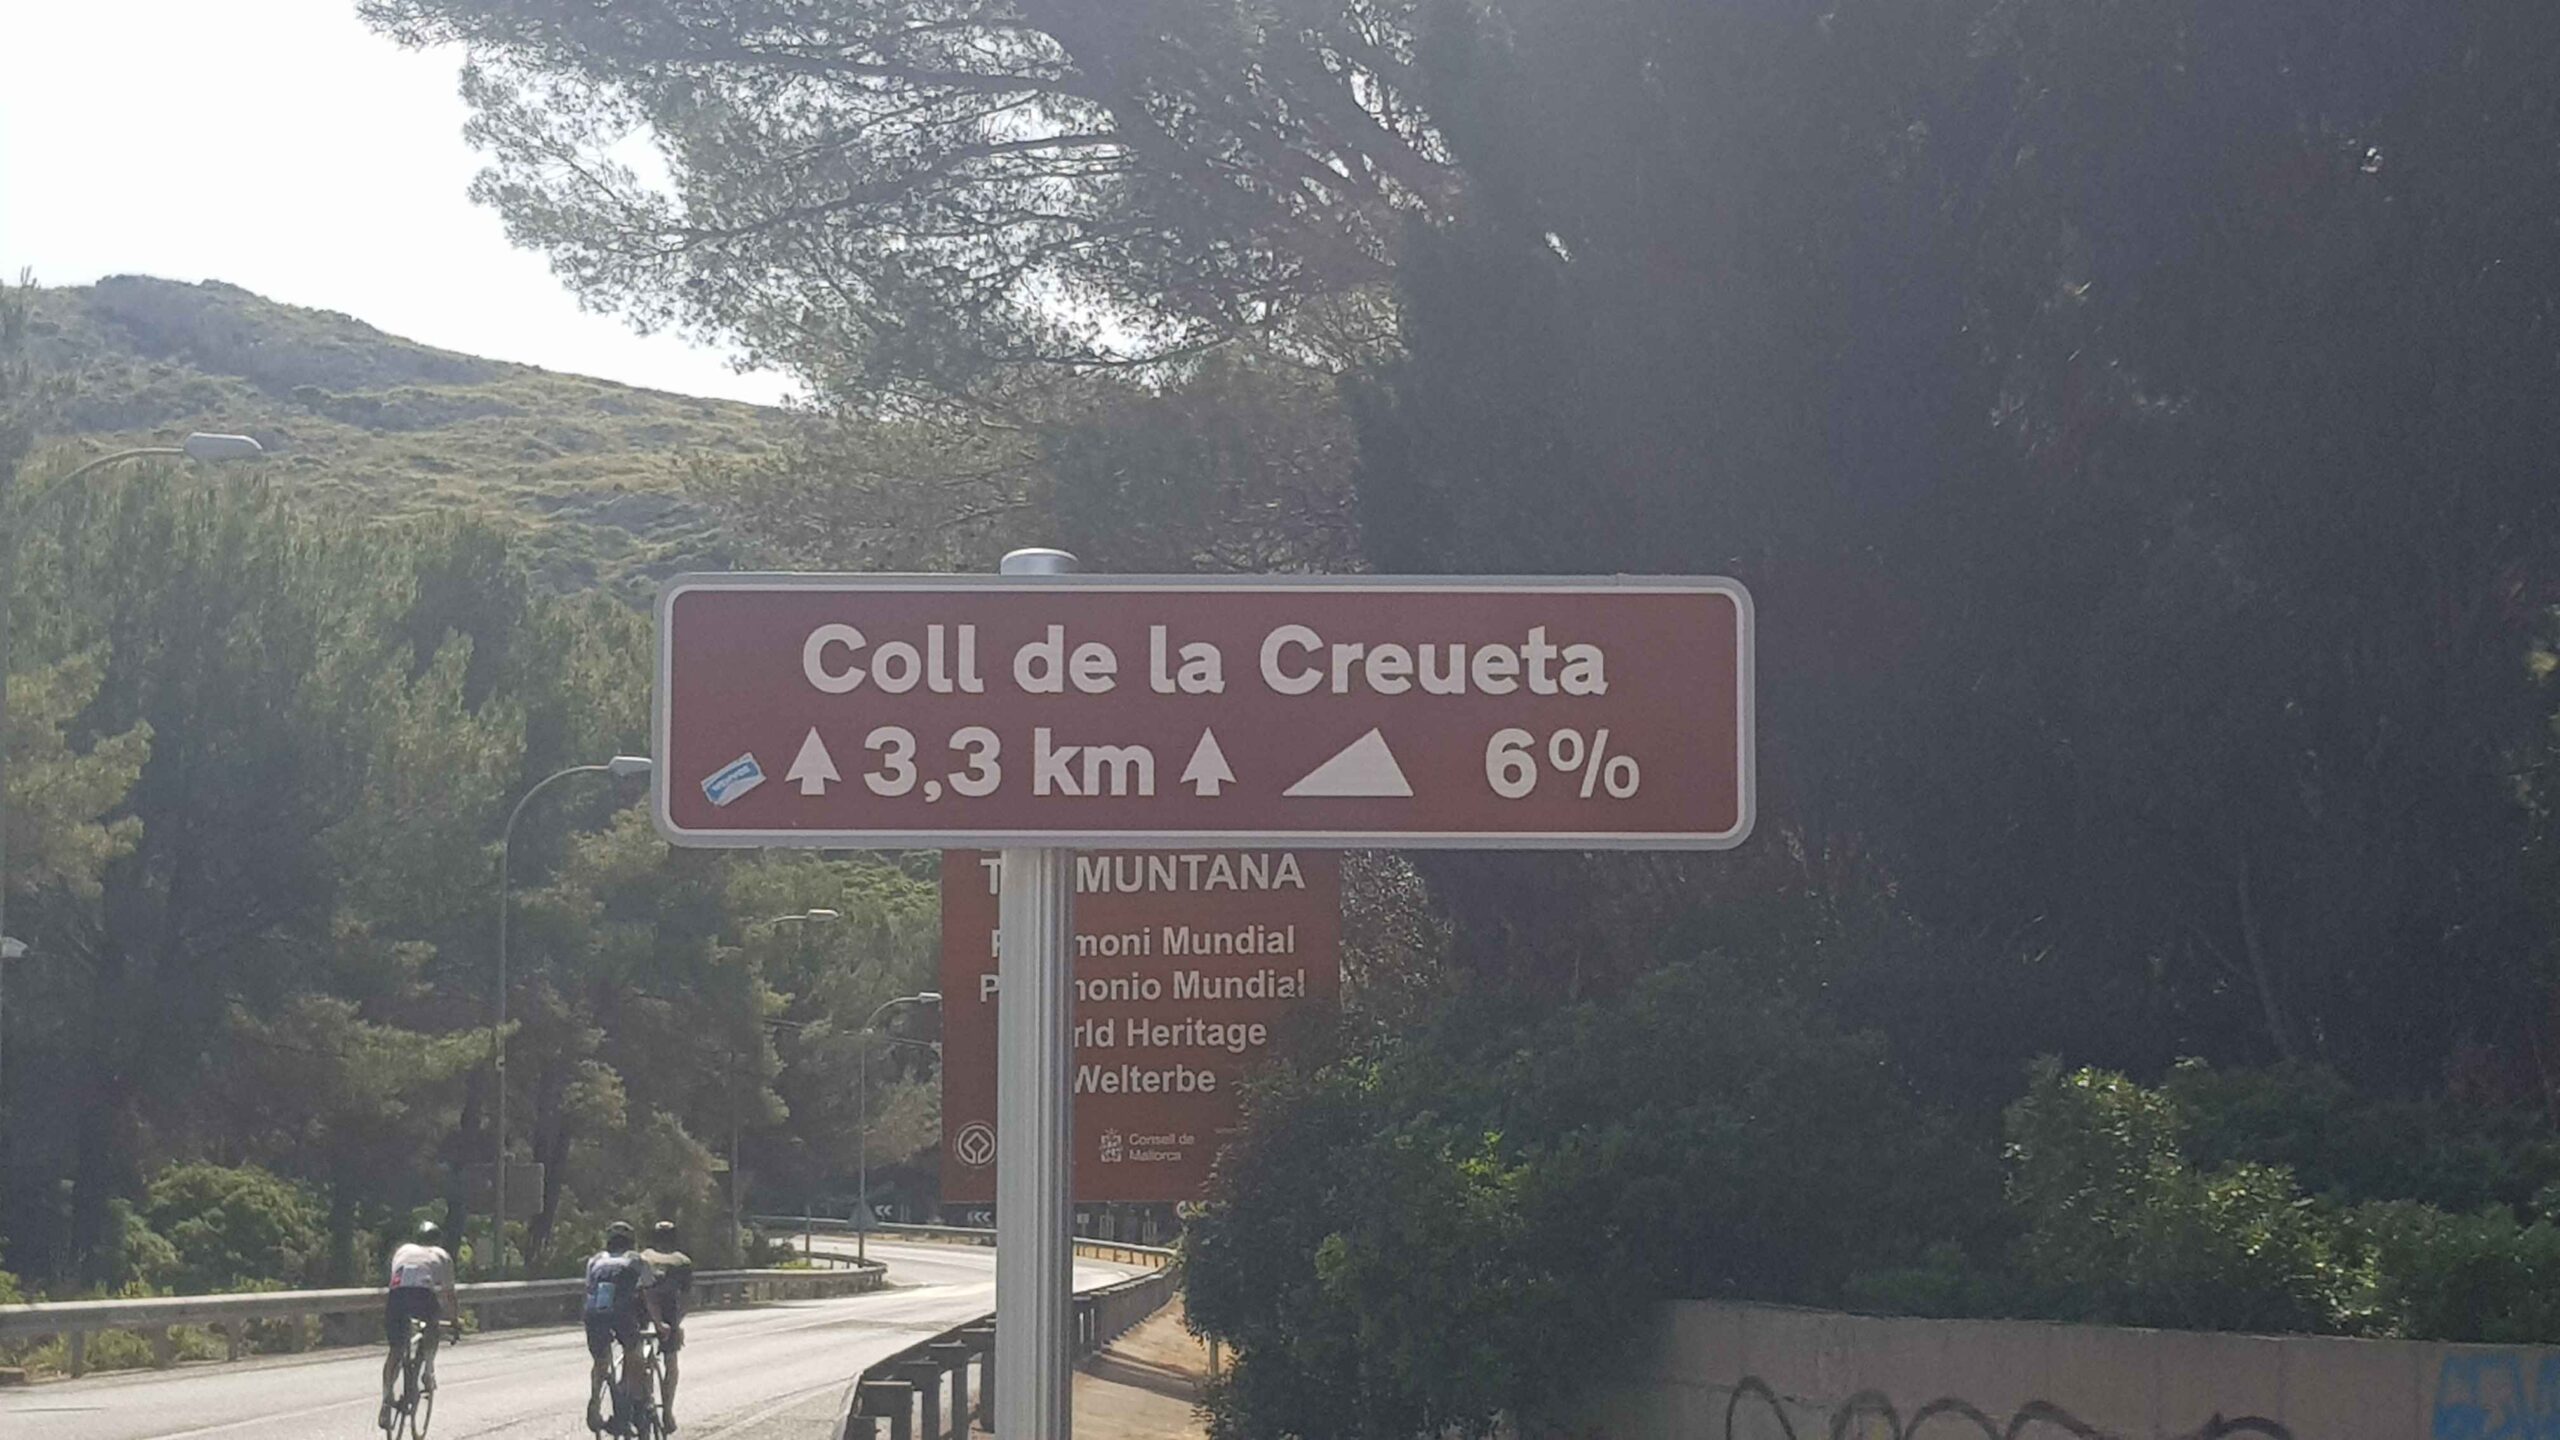 Coll de la Creueta
3,3 km 6%
MUNTANA
moni Mundial
monio Mundial
rld Heritage
Welterbe
Consell de
Mallorca